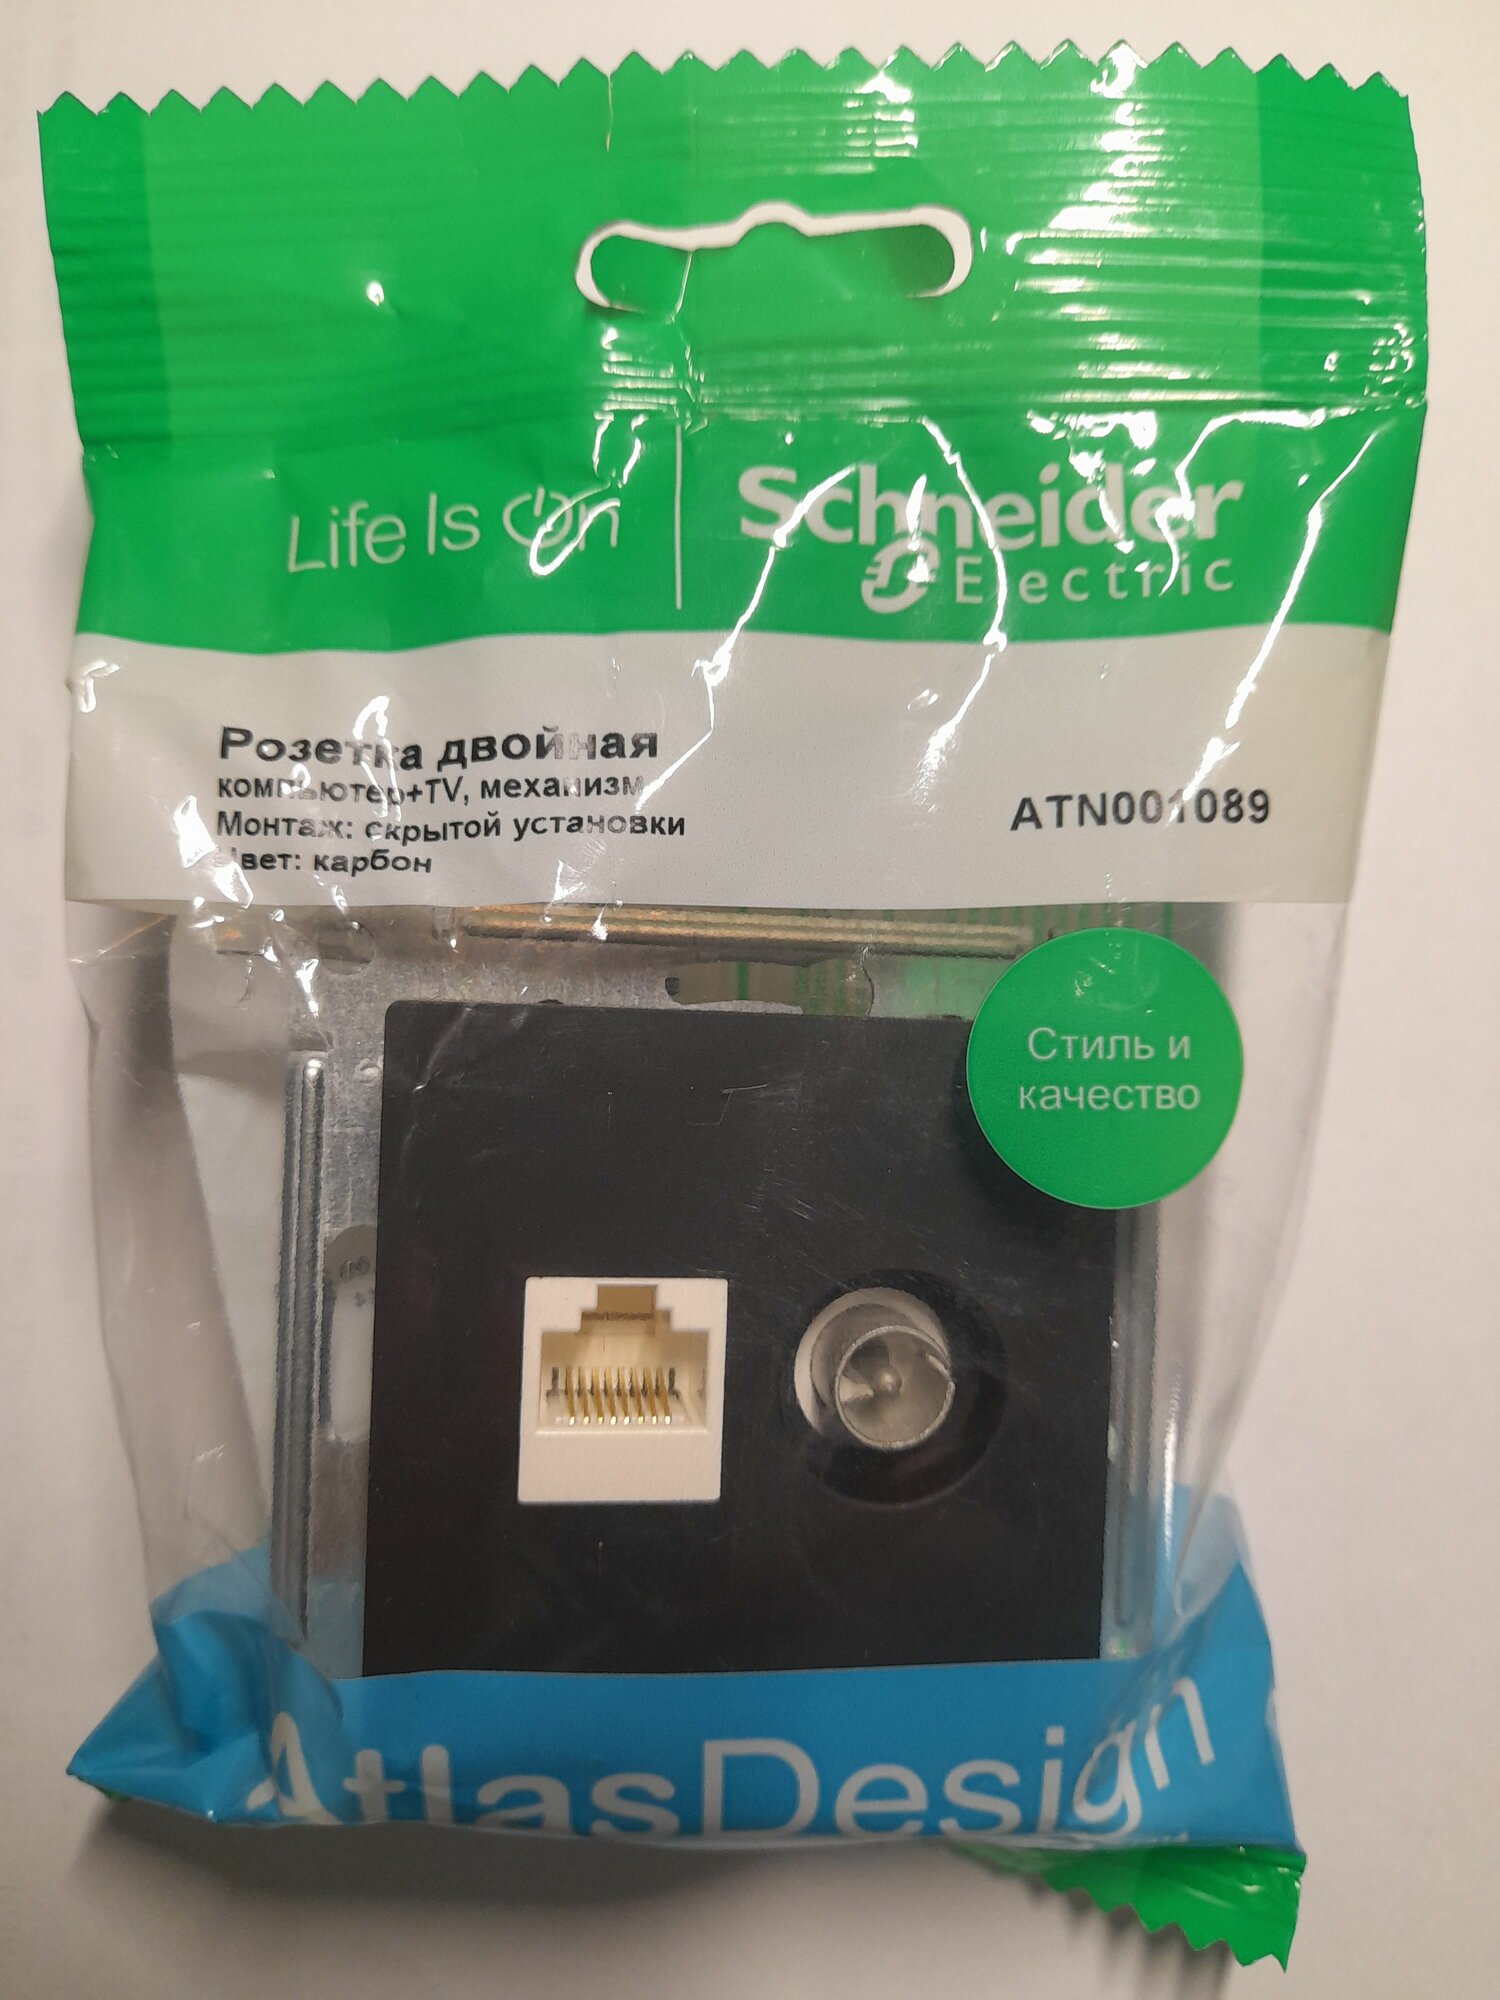 Life Is On
Schneider
Electric
Розетка двойная
компьютер+TV, механизм
Монтаж: скрытой установки
Цвет: карбон
ATN001089
Стиль и
качество
AtlasDesign